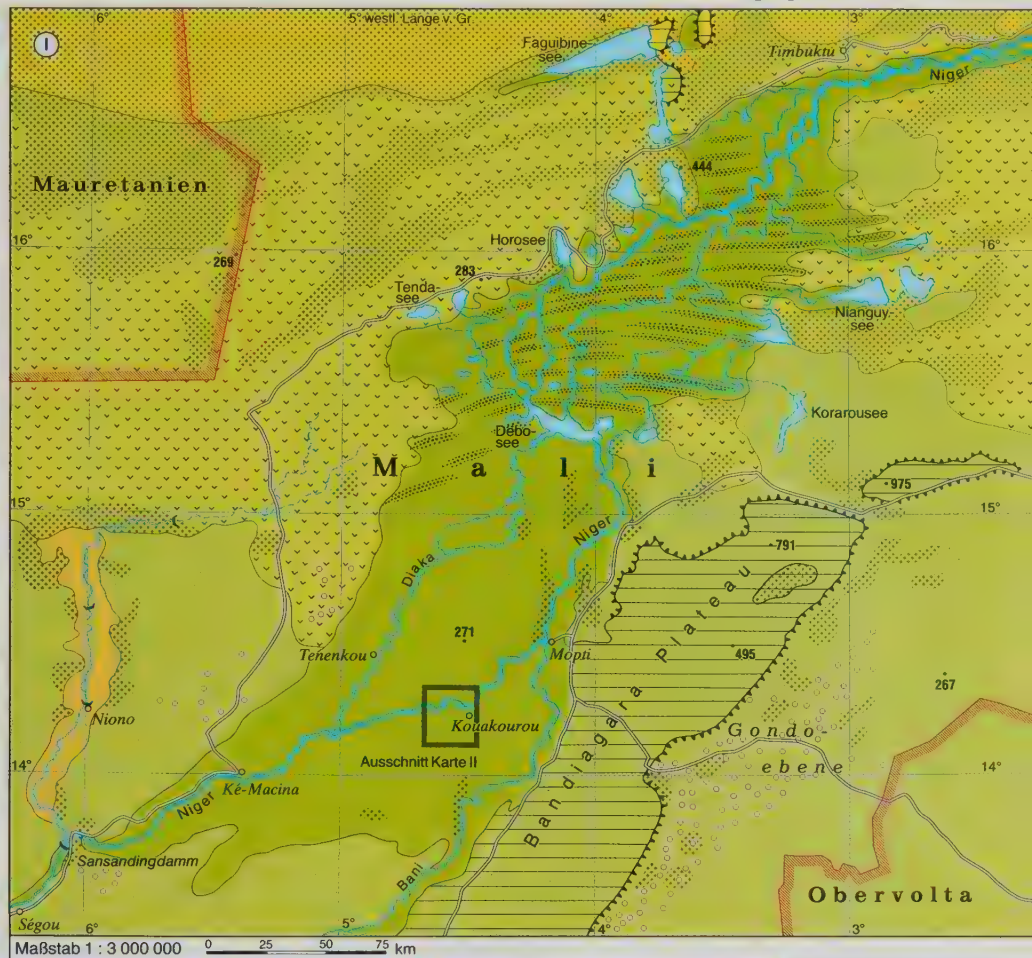 6°
5° westl. Länge v. Gr.
4°
3°
I
Faguibine-
see
Timbuktu
Niger
Mauretanien
444
16°
269
Horosee
16°
283
Tenda-
see
Nianguy-
see
Korarousee
Débo-
see
Mali
975
15°
15°
Niger
791
Diaka
Bandiagara Plateau
271
Ténenkou
Mopti
495
267
Niono
Kouakourou
Gondo-
ebene
Ausschnitt Karte II
14°
14°
Ké-Macina
Niger
Sansandingdamm
Bani
Obervolta
Ségou
6°
5°
4°
3°
Maßstab 1 : 3 000 000
0 25 50 75 km